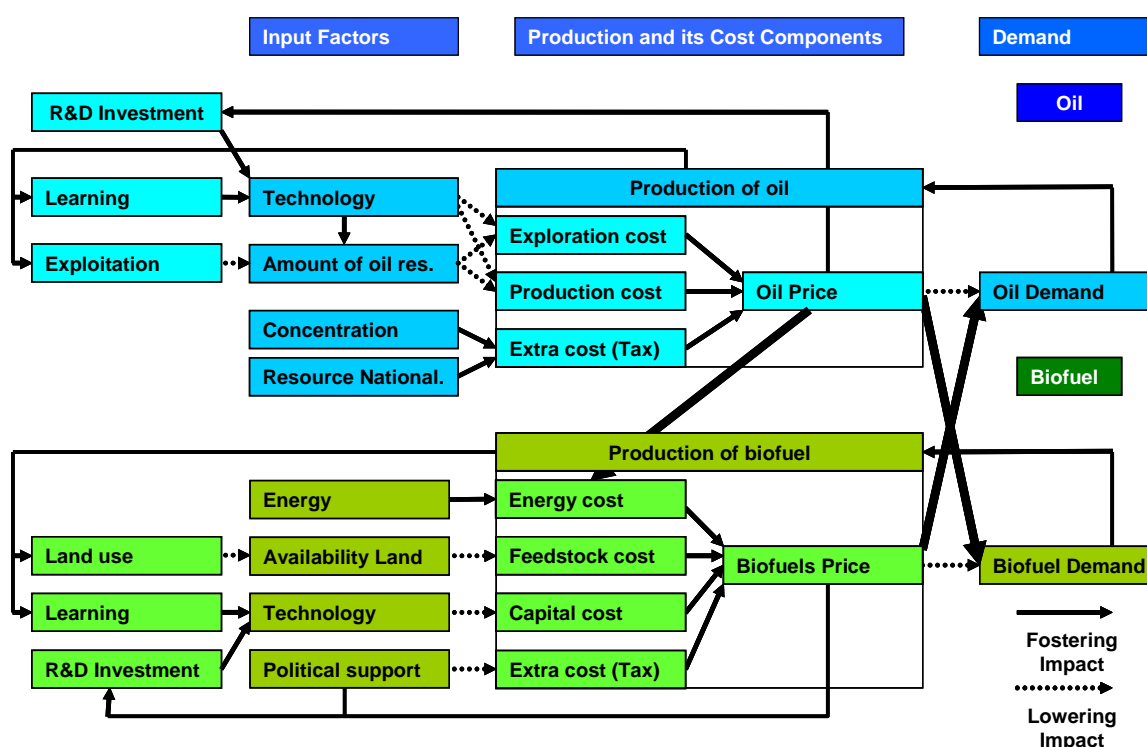 Input Factors
Production and its Cost Components
Demand
Oil
R&D Investment
Production of oil
Learning
Technology
Exploration cost
Exploitation
Amount of oil res.
Production cost
Oil Price
Oil Demand
Concentration
Extra cost (Tax)
Resource National.
Biofuel
Production of biofuel
Energy
Energy cost
Land use
Availability Land
Feedstock cost
Biofuels Price
Biofuel Demand
Learning
Technology
Capital cost
R&D Investment
Political support
Extra cost (Tax)
Fostering
Impact
Lowering
Impact